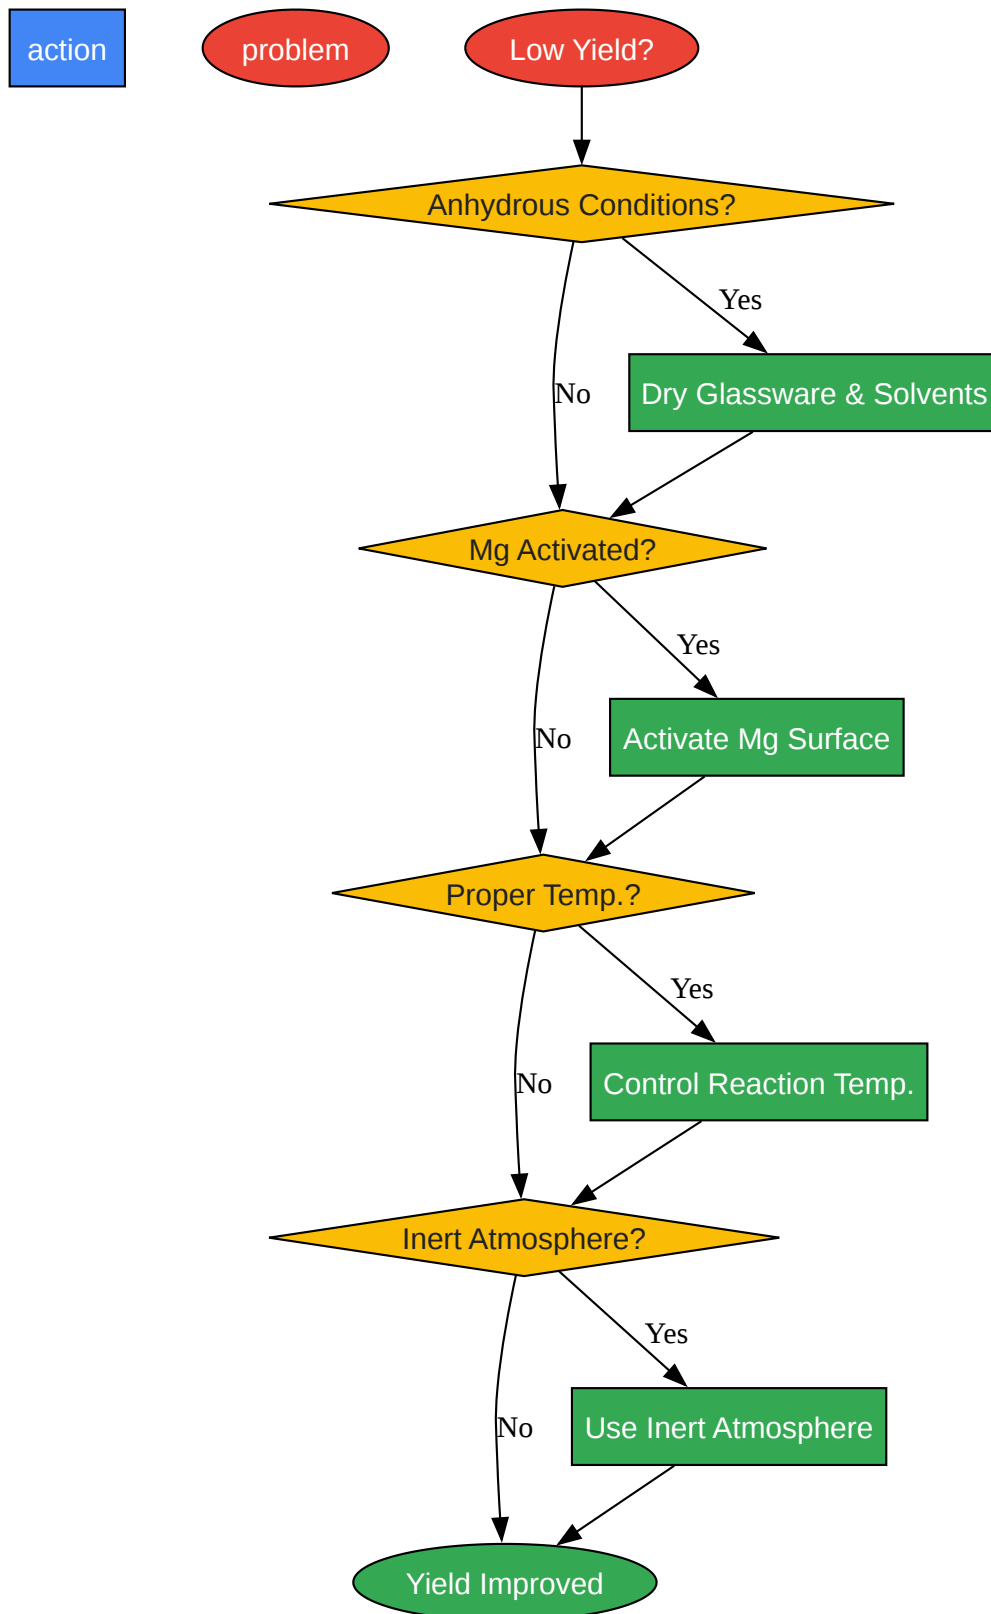 action
problem
Low Yield?
Anhydrous Conditions?
Yes
No
Dry Glassware & Solvents
Mg Activated?
Yes
No
Activate Mg Surface
Proper Temp.?
Yes
No
Control Reaction Temp.
Inert Atmosphere?
Yes
No
Use Inert Atmosphere
Yield Improved